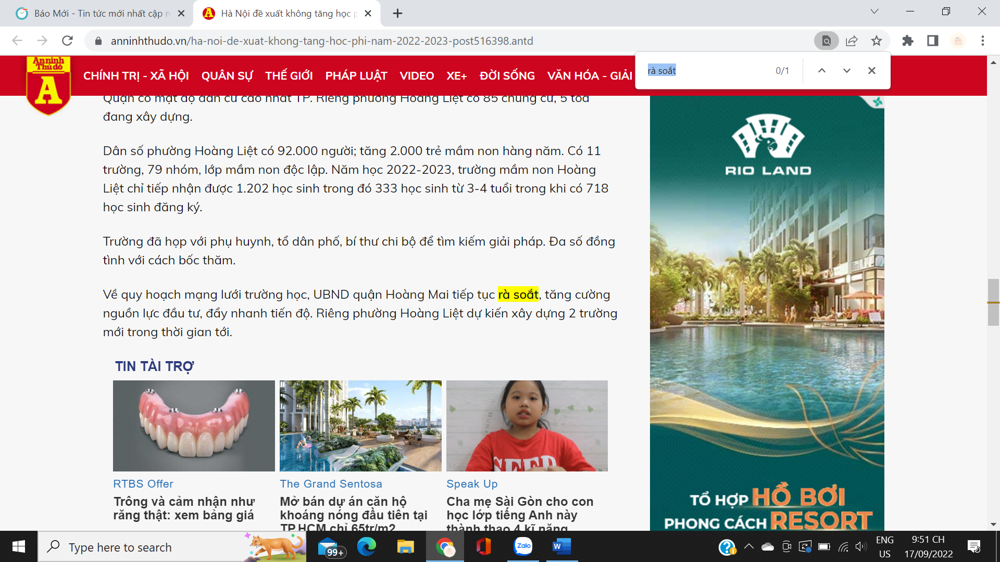 Báo Mới - Tin tức mới nhất cập n
Hà Nội đề xuất không tăng học p
anninhthudo.vn/ha-noi-de-xuat-khong-tang-hoc-phi-nam-2022-2023-post516398.antd
An ninh
Thủ đô
A
CHÍNH TRỊ - XÃ HỘI QUÂN SỰ THẾ GIỚI PHÁP LUẬT VIDEO XE+ ĐỜI SỐNG VĂN HÓA - GIẢI
rà soắt 0/1
Quận có mật độ dân cư cao nhất TP. Riêng phường Hoàng Liệt có 85 chung cư, 5 toà
đang xây dựng.
Dân số phường Hoàng Liệt có 92.000 người; tăng 2.000 trẻ mầm non hàng năm. Có 11
trường, 79 nhóm, lớp mầm non độc lập. Năm học 2022-2023, trường mầm non Hoàng
Liệt chỉ tiếp nhận được 1.202 học sinh trong đó 333 học sinh từ 3-4 tuổi trong khi có 718
học sinh đăng ký.
Trường đã họp với phụ huynh, tổ dân phố, bí thư chi bộ để tìm kiếm giải pháp. Đa số đồng
tình với cách bốc thăm.
Về quy hoạch mạng lưới trường học, UBND quận Hoàng Mai tiếp tục rà soắt, tăng cường
nguồn lực đầu tư, đẩy nhanh tiến độ. Riêng phường Hoàng Liệt dự kiến xây dựng 2 trường
mới trong thời gian tới.
TIN TÀI TRỢ
RTBS Offer
Trông và cảm nhận như
răng thật: xem bảng giá
The Grand Sentosa
Mở bán dự án căn hộ
khoáng nóng đầu tiên tại
TP.HCM chỉ 65tr/m2
SEED
Speak Up
Cha mẹ Sài Gòn cho con
học lớp tiếng Anh này
thành thạo 4 kĩ năng
RIO LAND
TỔ HỢP HỒ BƠI
PHONG CÁCH RESORT
Type here to search
99+
Zalo
W
ENG
US
9:51 CH
17/09/2022